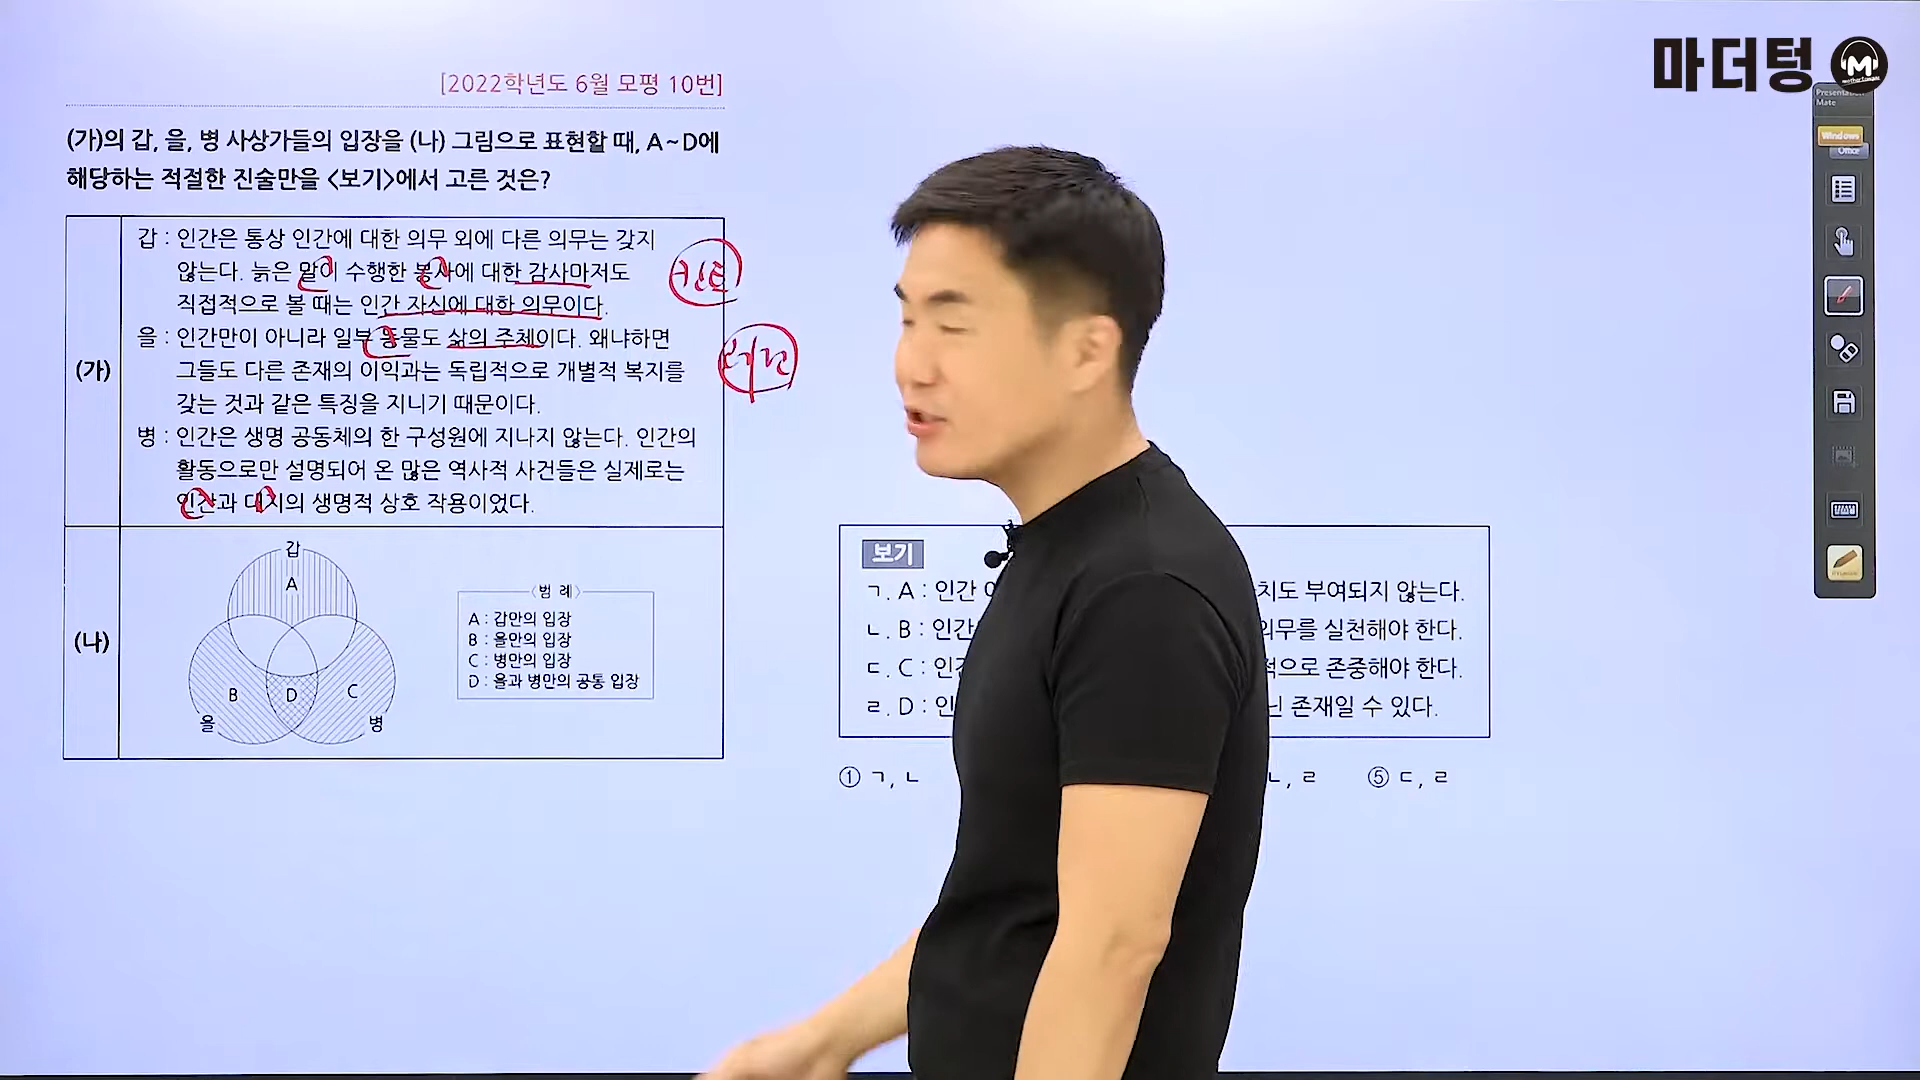 마더텅
Presentation
Mate
Windows
Office
[2022학년도 6월 모평 10번]
(가)의 갑, 을, 병 사상가들의 입장을 (나) 그림으로 표현할 때, A~D에
해당하는 적절한 진술만을 <보기>에서 고른 것은?
(가)
갑 : 인간은 통상 인간에 대한 의무 외에 다른 의무는 갖지
않는다. 늙은 말이 수행한 봉사에 대한 감사마저도
직접적으로 볼 때는 인간 자신에 대한 의무이다.
칸트
을 : 인간만이 아니라 일부 동물도 삶의 주체이다. 왜냐하면
그들도 다른 존재의 이익과는 독립적으로 개별적 복지를
갖는 것과 같은 특징을 지니기 때문이다.
레건
병 : 인간은 생명 공동체의 한 구성원에 지나지 않는다. 인간의
활동으로만 설명되어 온 많은 역사적 사건들은 실제로는
인간과 대지의 생명적 상호 작용이었다.
(나)
갑
A
B
D
C
을
병
<범 례>
A : 갑만의 입장
B : 을만의 입장
C : 병만의 입장
D : 을과 병만의 공통 입장
보기
ㄱ. A : 인간 치도 부여되지 않는다.
ㄴ. B : 인간 의무를 실천해야 한다.
ㄷ. C : 인간 적으로 존중해야 한다.
ㄹ. D : 인 닌 존재일 수 있다.
① ㄱ, ㄴ ㄴ, ㄹ ⑤ ㄷ, ㄹ